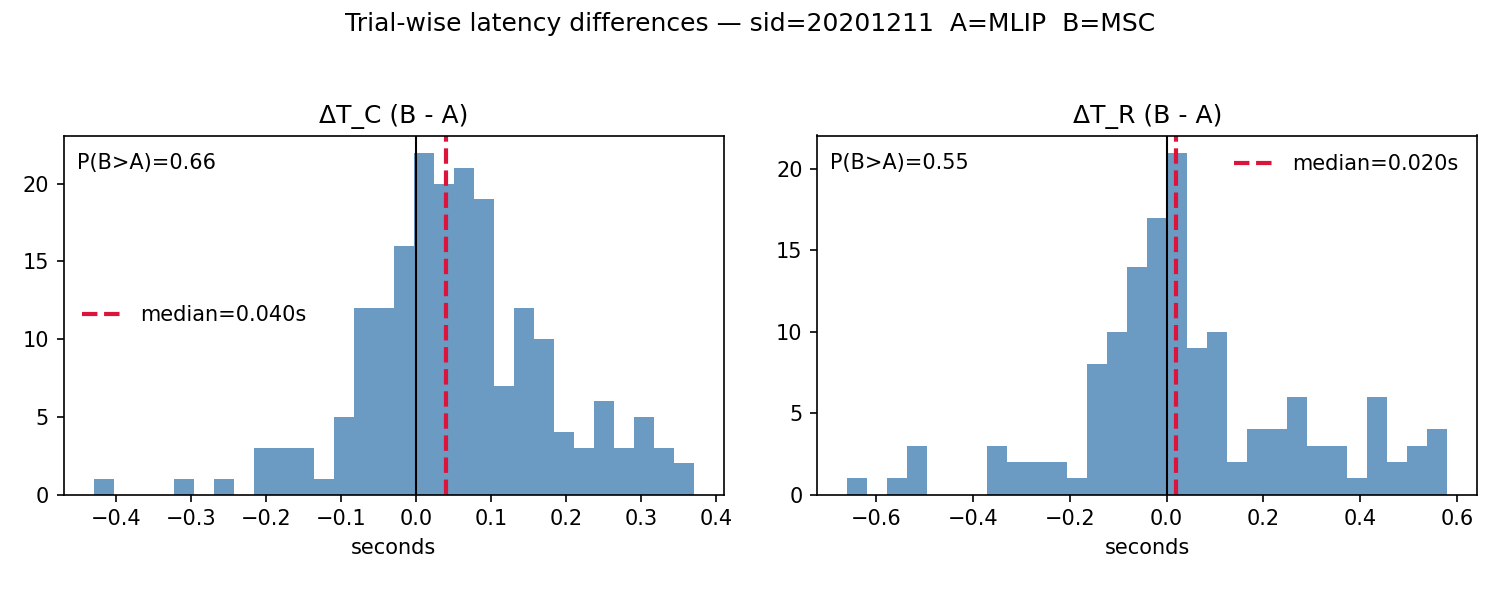 Trial-wise latency differences — sid=20201211  A=MLIP  B=MSC
ΔT_C (B - A)
P(B>A)=0.66
median=0.040s
20
15
10
5
0
−0.4 −0.3 −0.2 −0.1 0.0 0.1 0.2 0.3 0.4
seconds
ΔT_R (B - A)
P(B>A)=0.55
median=0.020s
20
15
10
5
0
−0.6 −0.4 −0.2 0.0 0.2 0.4 0.6
seconds